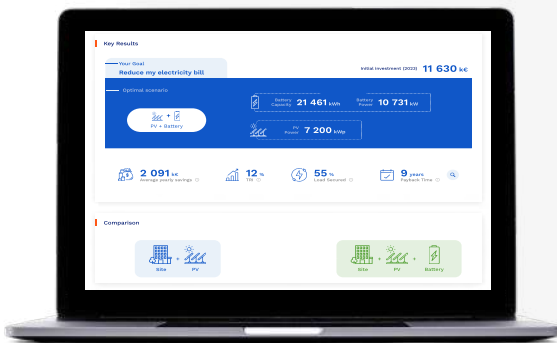 Key Results
Your Goal
Reduce my electricity bill
Initial Investment (2023) 11 630 k€
Optimal scenario
PV + Battery
Battery Capacity 21 461 kWh
Battery Power 10 731 kW
PV Power 7 200 kWp
2 091 k€
Average yearly savings
12 %
TRI
55 %
Load Secured
9 years
Payback Time
Comparison
Site + PV
Site + PV + Battery